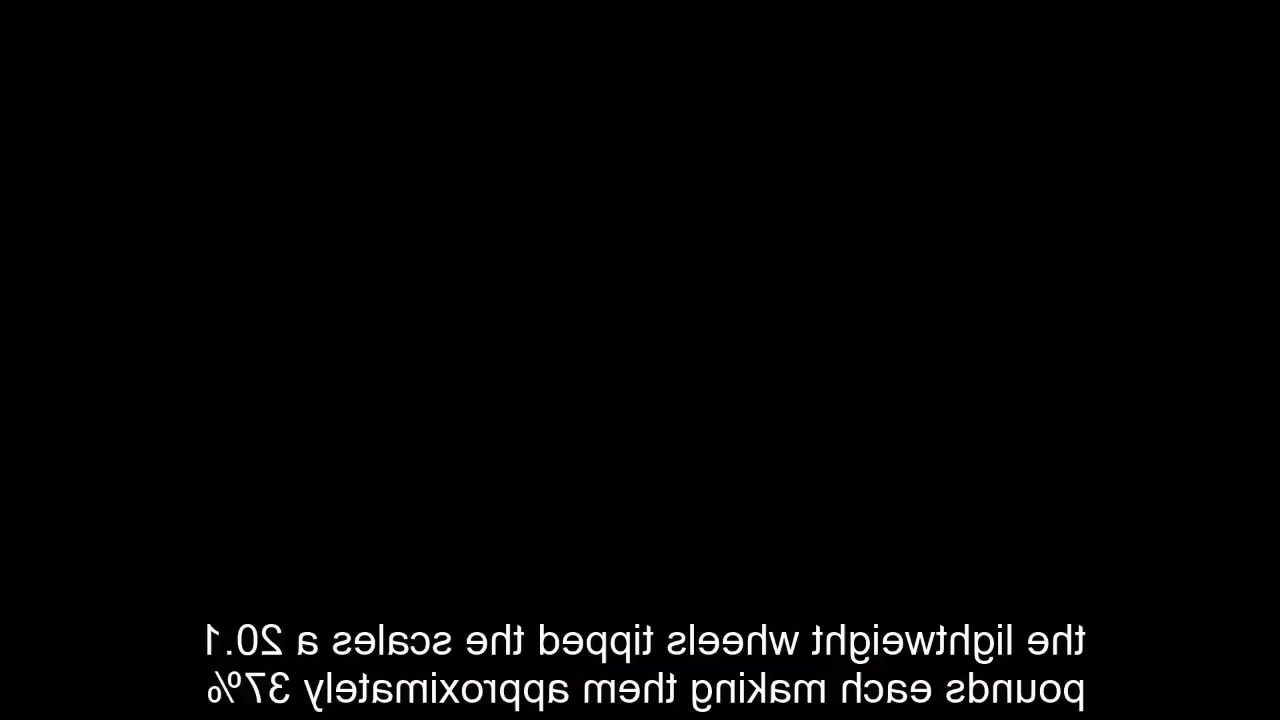 the lightweight wheels tipped the scales a 20.1
pounds each making them approximately 37%